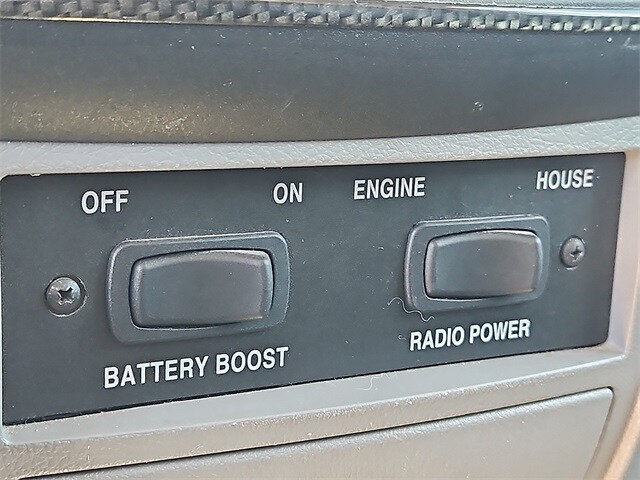 OFF ON
BATTERY BOOST
ENGINE HOUSE
RADIO POWER